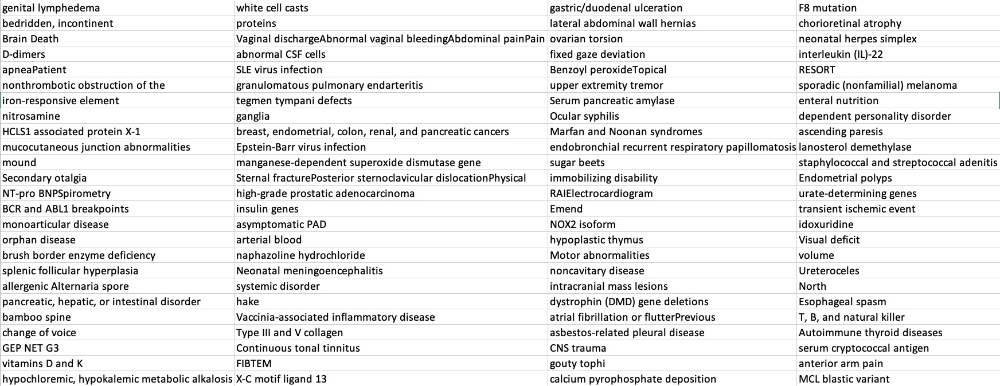 genital lymphedema white cell casts gastric/duodenal ulceration F8 mutation
bedridden, incontinent proteins lateral abdominal wall hernias chorioretinal atrophy
Brain Death Vaginal dischargeAbnormal vaginal bleedingAbdominal painPain ovarian torsion neonatal herpes simplex
D-dimers abnormal CSF cells fixed gaze deviation interleukin (IL)-22
apneaPatient SLE virus infection Benzoyl peroxideTopical RESORT
nonthrombotic obstruction of the granulomatous pulmonary endarteritis upper extremity tremor sporadic (nonfamilial) melanoma
iron-responsive element tegmen tympani defects Serum pancreatic amylase enteral nutrition
nitrosamine ganglia Ocular syphilis dependent personality disorder
HCLS1 associated protein X-1 breast, endometrial, colon, renal, and pancreatic cancers Marfan and Noonan syndromes ascending paresis
mucocutaneous junction abnormalities Epstein-Barr virus infection endobronchial recurrent respiratory papillomatosis lanosterol demethylase
mound manganese-dependent superoxide dismutase gene sugar beets staphylococcal and streptococcal adenitis
Secondary otalgia Sternal fracturePosterior sternoclavicular dislocationPhysical immobilizing disability Endometrial polyps
NT-pro BNPSpirometry high-grade prostatic adenocarcinoma RAIElectrocardiogram urate-determining genes
BCR and ABL1 breakpoints insulin genes Emend transient ischemic event
monoarticular disease asymptomatic PAD NOX2 isoform idoxuridine
orphan disease arterial blood hypoplastic thymus Visual deficit
brush border enzyme deficiency naphazoline hydrochloride Motor abnormalities volume
splenic follicular hyperplasia Neonatal meningoencephalitis noncavitary disease Ureteroceles
allergenic Alternaria spore systemic disorder intracranial mass lesions North
pancreatic, hepatic, or intestinal disorder hake dystrophin (DMD) gene deletions Esophageal spasm
bamboo spine Vaccinia-associated inflammatory disease atrial fibrillation or flutterPrevious T, B, and natural killer
change of voice Type III and V collagen asbestos-related pleural disease Autoimmune thyroid diseases
GEP NET G3 Continuous tonal tinnitus CNS trauma serum cryptococcal antigen
vitamins D and K FIBTEM gouty tophi anterior arm pain
hypochloremic, hypokalemic metabolic alkalosis X-C motif ligand 13 calcium pyrophosphate deposition MCL blastic variant